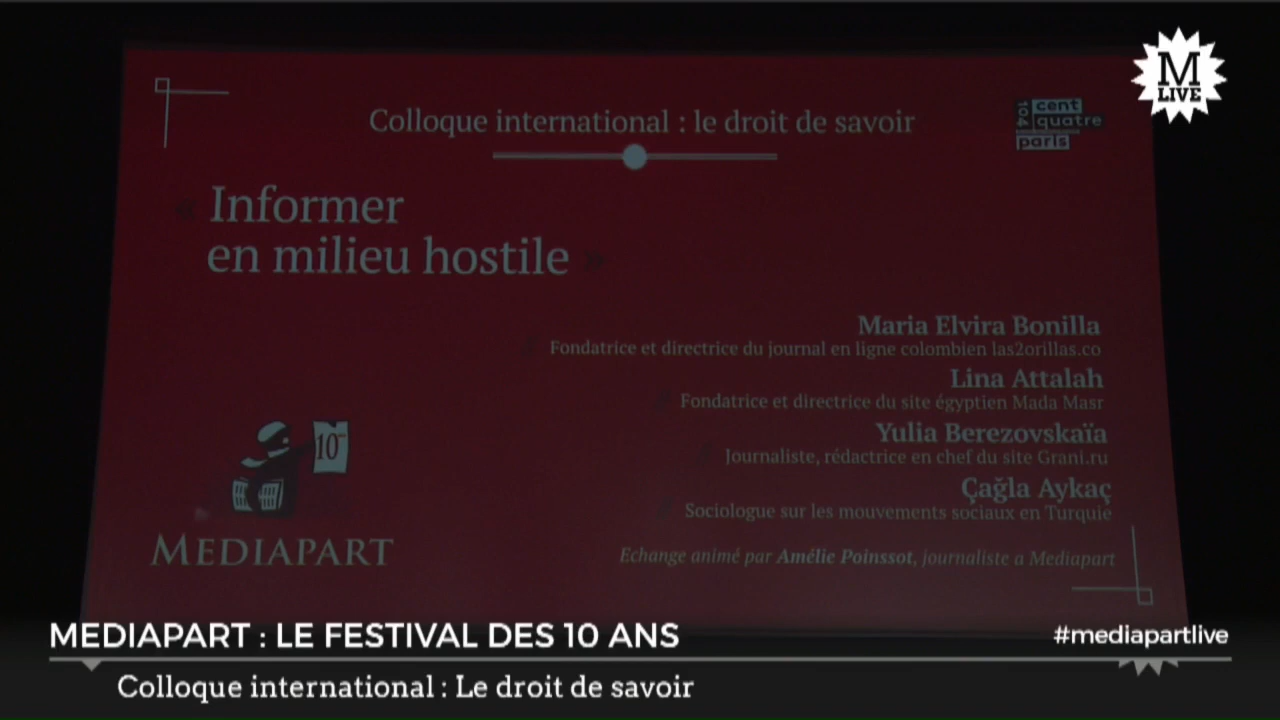 M
LIVE
Colloque international : le droit de savoir
104
cent
quatre
paris
« Informer
en milieu hostile »
Maria Elvira Bonilla
Fondatrice et directrice du journal en ligne colombien las2orillas.co
Lina Attalah
Fondatrice et directrice du site égyptien Mada Masr
Yulia Berezovskaïa
Journaliste, rédactrice en chef du site Grani.ru
Çağla Aykaç
Sociologue sur les mouvements sociaux en Turquie
10
MEDIAPART
Echange animé par Amélie Poinssot, journaliste a Mediapart
MEDIAPART : LE FESTIVAL DES 10 ANS
#mediapartlive
Colloque international : Le droit de savoir